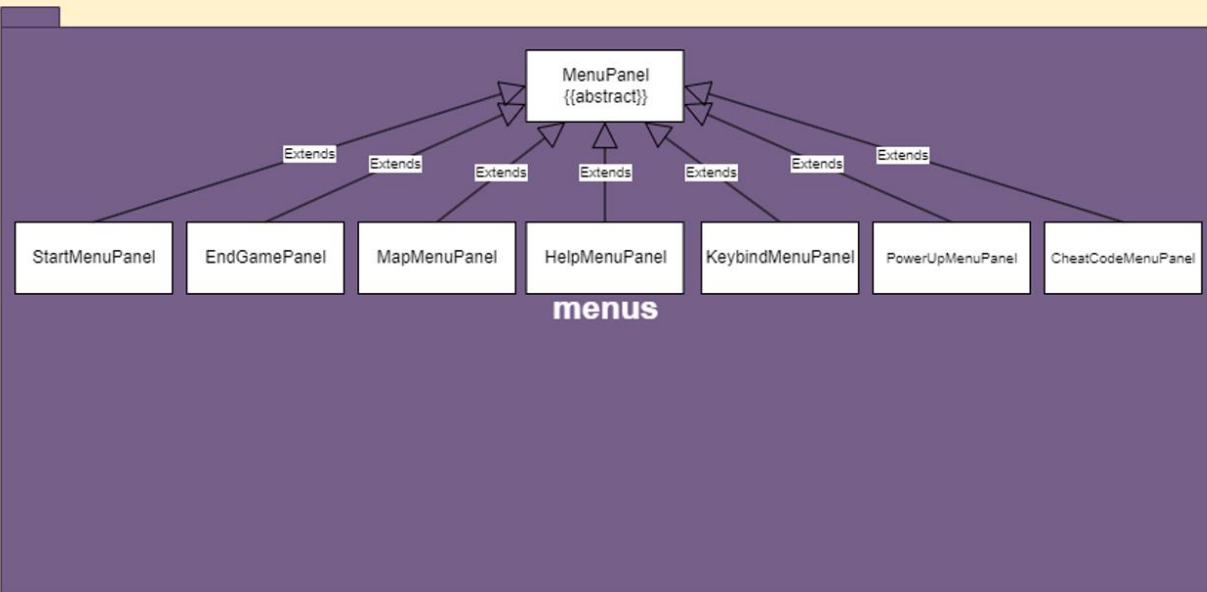 MenuPanel
{{abstract}}
Extends
Extends
Extends
Extends
Extends
Extends
Extends
StartMenuPanel
EndGamePanel
MapMenuPanel
HelpMenuPanel
KeybindMenuPanel
PowerUpMenuPanel
CheatCodeMenuPanel
menus